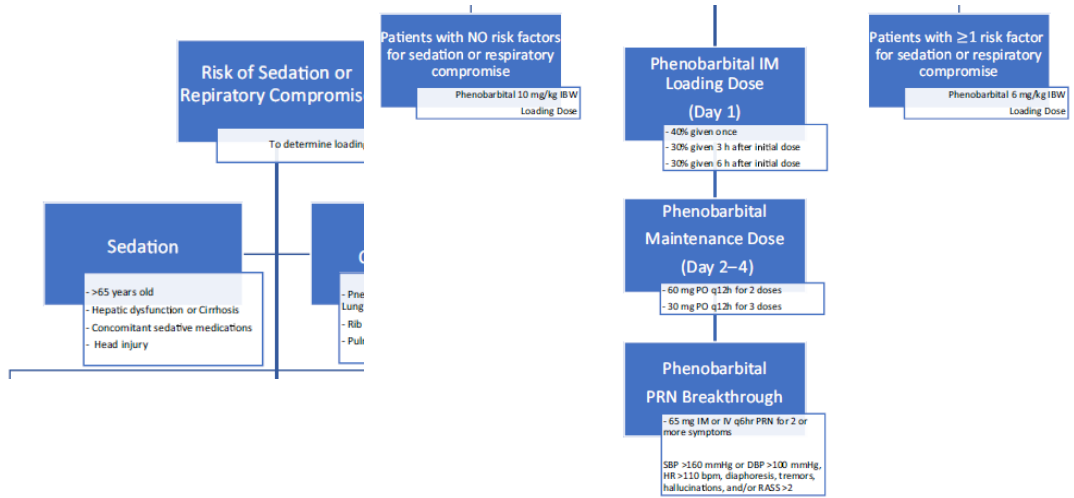 Risk of Sedation or
Repiratory Compromis
To determine loading
Sedation
- >65 years old
- Hepatic dysfunction or Cirrhosis
- Concomitant sedative medications
- Head injury
C
- Pne
Lung
- Rib
- Pulr
Patients with NO risk factors
for sedation or respiratory
compromise
Phenobarbital 10 mg/kg IBW
Loading Dose
Phenobarbital IM
Loading Dose
(Day 1)
- 40% given once
- 30% given 3 h after initial dose
- 30% given 6 h after initial dose
Phenobarbital
Maintenance Dose
(Day 2–4)
- 60 mg PO q12h for 2 doses
- 30 mg PO q12h for 3 doses
Phenobarbital
PRN Breakthrough
- 65 mg IM or IV q6hr PRN for 2 or
more symptoms
SBP >160 mmHg or DBP >100 mmHg,
HR >110 bpm, diaphoresis, tremors,
hallucinations, and/or RASS >2
Patients with ≥1 risk factor
for sedation or respiratory
compromise
Phenobarbital 6 mg/kg IBW
Loading Dose